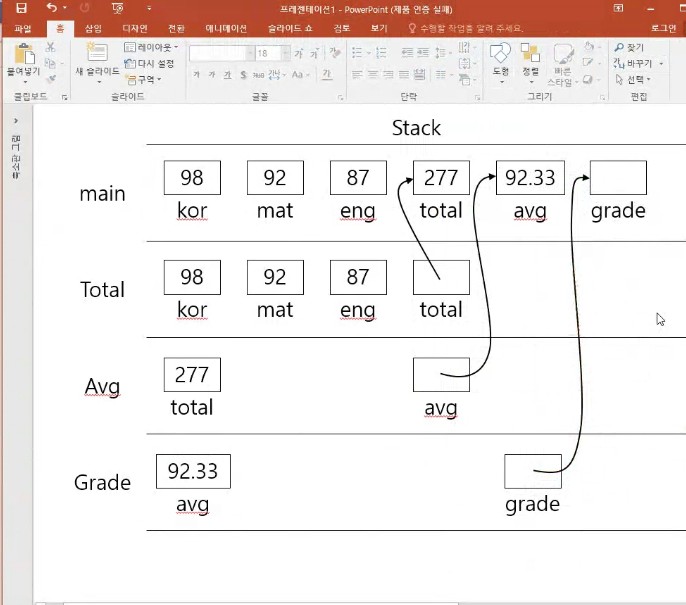 프레젠테이션1 - PowerPoint (제품 인증 실패)
파일 홈 삽입 디자인 전환 애니메이션 슬라이드 쇼 검토 보기 수행할 작업을 알려 주세요. 로그인
붙여넣기 새 슬라이드 레이아웃 다시 설정 구역 18 도형 정렬 빠른 스타일 찾기 바꾸기 선택
클립보드 슬라이드 글꼴 단락 그리기 편집
Stack
main 98 92 87 277 92.33
kor mat eng total avg grade
Total 98 92 87
kor mat eng total
Avg 277
total avg
Grade 92.33
avg grade